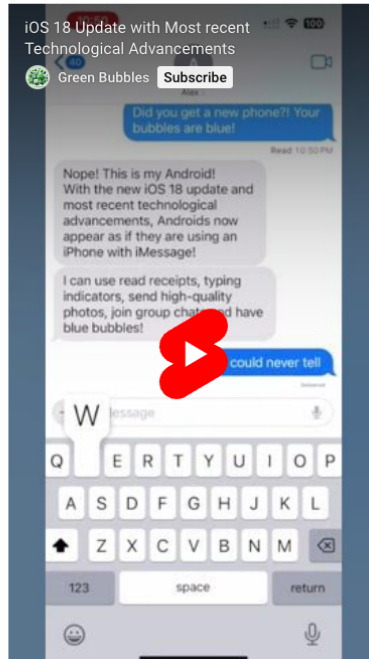 iOS 18 Update with Most recent
Technological Advancements
Green Bubbles
Subscribe
40
100
A
Alex
Did you get a new phone?! Your
bubbles are blue!
Read 10:50 PM
Nope! This is my Android!
With the new iOS 18 update and
most recent technological
advancements, Androids now
appear as if they are using an
iPhone with iMessage!
I can use read receipts, typing
indicators, send high-quality
photos, join group chats and have
blue bubbles!
could never tell
Delivered
W
essage
Q E R T Y U I O P
A S D F G H J K L
Z X C V B N M
123 space return